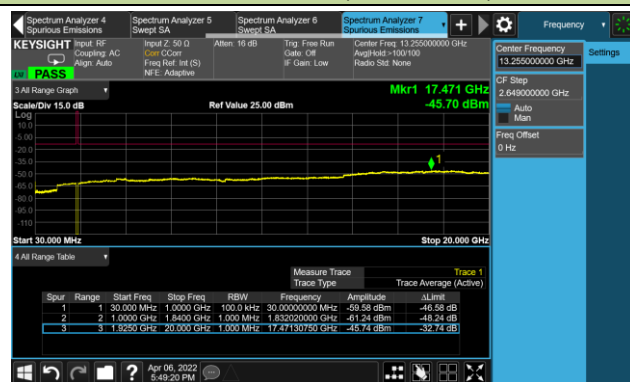 Spectrum Analyzer 4
Spurious Emissions
Spectrum Analyzer 5
Swept SA
Spectrum Analyzer 6
Swept SA
Spectrum Analyzer 7
Spurious Emissions
+
Frequency
KEYSIGHT
Input: RF
Coupling: AC
Align: Auto
Input Z: 50 Ω
Corr CCorr
Freq Ref: Int (S)
NFE: Adaptive
Atten: 16 dB
Trig: Free Run
Gate: Off
IF Gain: Low
Center Freq: 13.255000000 GHz
Avg|Hold:>100/100
Radio Std: None
PASS
Center Frequency
13.255000000 GHz
Settings
CF Step
2.649000000 GHz
Auto
Man
Freq Offset
0 Hz
3 All Range Graph
Mkr1 17.471 GHz
Scale/Div 15.0 dB
Ref Value 25.00 dBm
-45.70 dBm
Log
10.0
-5.00
-20.0
-35.0
-50.0
-65.0
-80.0
-95.0
-110
1
Start 30.000 MHz
Stop 20.000 GHz
4 All Range Table
Measure Trace Trace 1
Trace Type Trace Average (Active)
Spur Range Start Freq Stop Freq RBW Frequency Amplitude ΔLimit
1 1 30.000 MHz 1.0000 GHz 100.0 kHz 30.00000000 MHz -59.58 dBm -46.58 dB
2 2 1.0000 GHz 1.8400 GHz 1.000 MHz 1.832020000 GHz -61.24 dBm -48.24 dB
3 3 1.9250 GHz 20.000 GHz 1.000 MHz 17.47130750 GHz -45.74 dBm -32.74 dB
?
Apr 06, 2022
5:49:20 PM